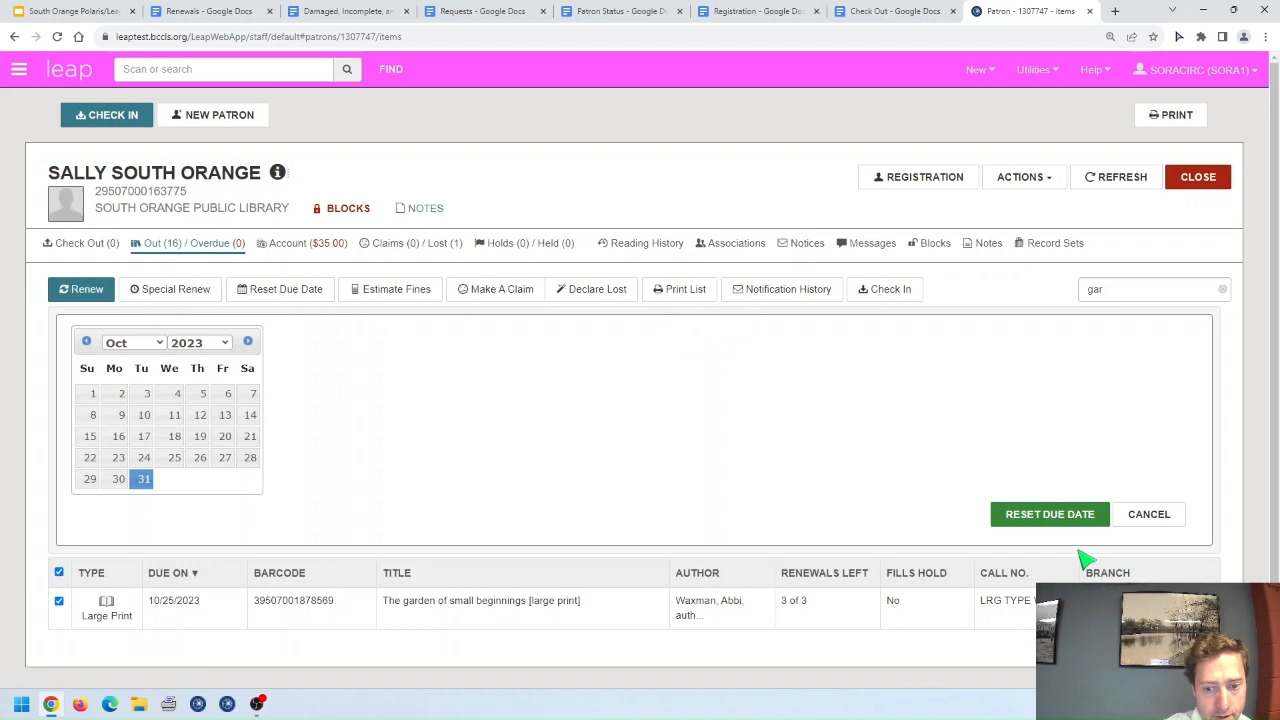 South Orange Polaris/Le
Renewals - Google Docs
Damaged, Incomplete, an
Requests - Google Docs
Patron Status - Google D
Registration - Google Do
Check Out - Google Docs
Patron - 1307747 - items
leaptest.bccls.org/LeapWebApp/staff/default#patrons/1307747/items
leap Scan or search FIND New Utilities Help SORACIRC (SORA1)
CHECK IN NEW PATRON PRINT
SALLY SOUTH ORANGE
29507000163775
SOUTH ORANGE PUBLIC LIBRARY BLOCKS NOTES
REGISTRATION ACTIONS REFRESH CLOSE
Check Out (0) Out (16) / Overdue (0) Account ($35.00) Claims (0) / Lost (1) Holds (0) / Held (0) Reading History Associations Notices Messages Blocks Notes Record Sets
Renew Special Renew Reset Due Date Estimate Fines Make A Claim Declare Lost Print List Notification History Check In gar
Oct 2023
Su Mo Tu We Th Fr Sa
1 2 3 4 5 6 7
8 9 10 11 12 13 14
15 16 17 18 19 20 21
22 23 24 25 26 27 28
29 30 31
RESET DUE DATE CANCEL
TYPE DUE ON ▼ BARCODE TITLE AUTHOR RENEWALS LEFT FILLS HOLD CALL NO. BRANCH
Large Print 10/25/2023 39507001878569 The garden of small beginnings [large print] Waxman, Abbi, auth... 3 of 3 No LRG TYPE